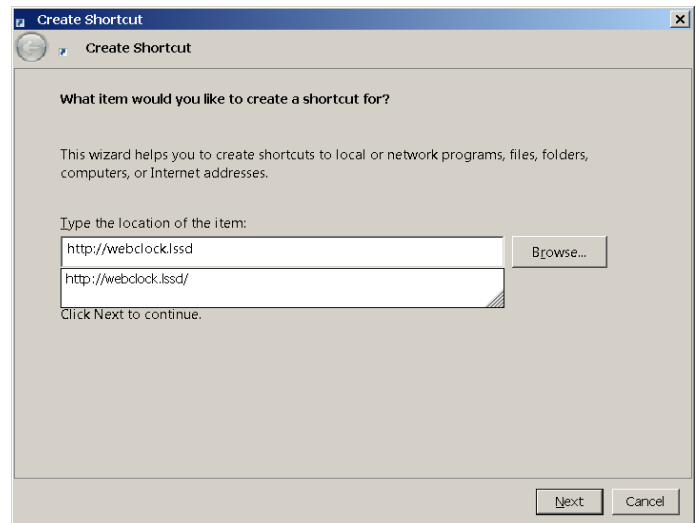 Create Shortcut
Create Shortcut
What item would you like to create a shortcut for?
This wizard helps you to create shortcuts to local or network programs, files, folders,
computers, or Internet addresses.
Type the location of the item:
http://webclock.lssd
Browse...
http://webclock.lssd/
Click Next to continue.
Next
Cancel